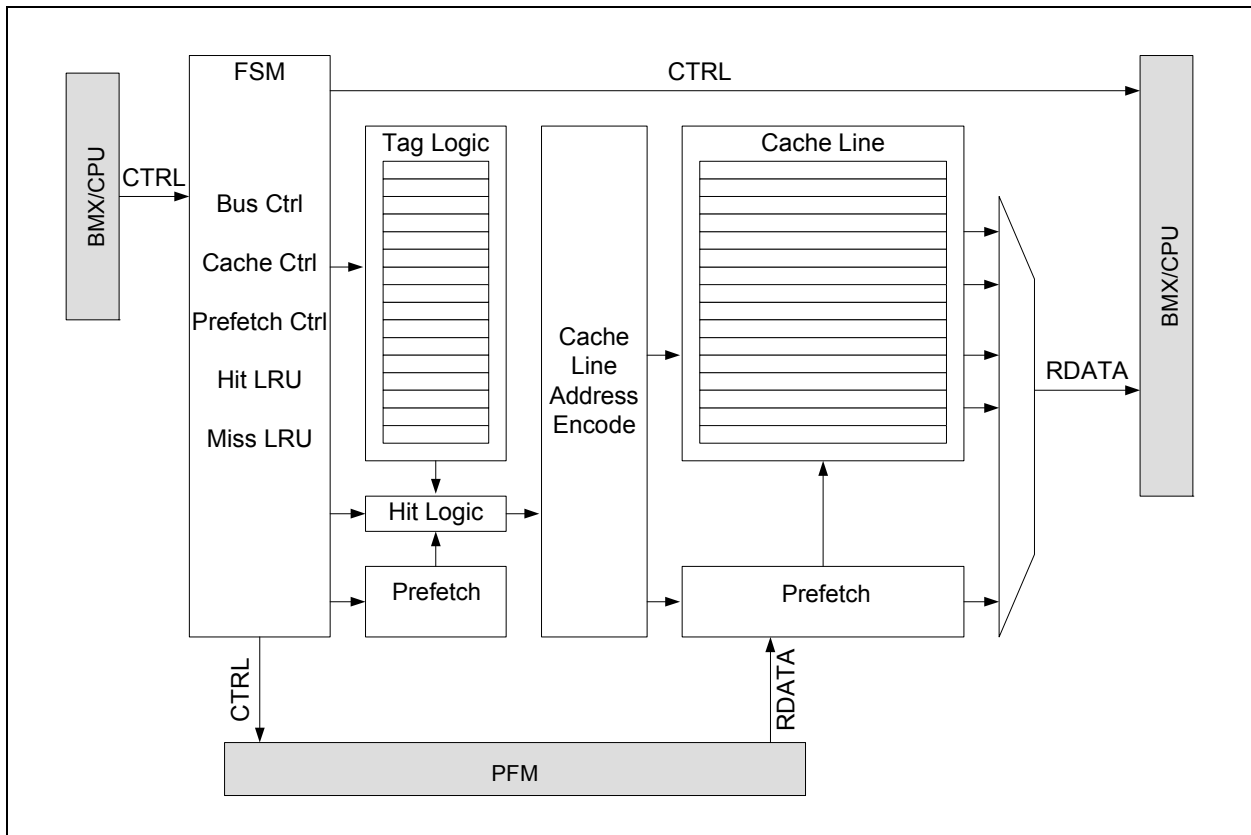 FSM
CTRL
BMX/CPU
CTRL
Bus Ctrl
Cache Ctrl
Prefetch Ctrl
Hit LRU
Miss LRU
Tag Logic
Hit Logic
Prefetch
Cache
Line
Address
Encode
Cache Line
Prefetch
RDATA
BMX/CPU
CTRL
RDATA
PFM